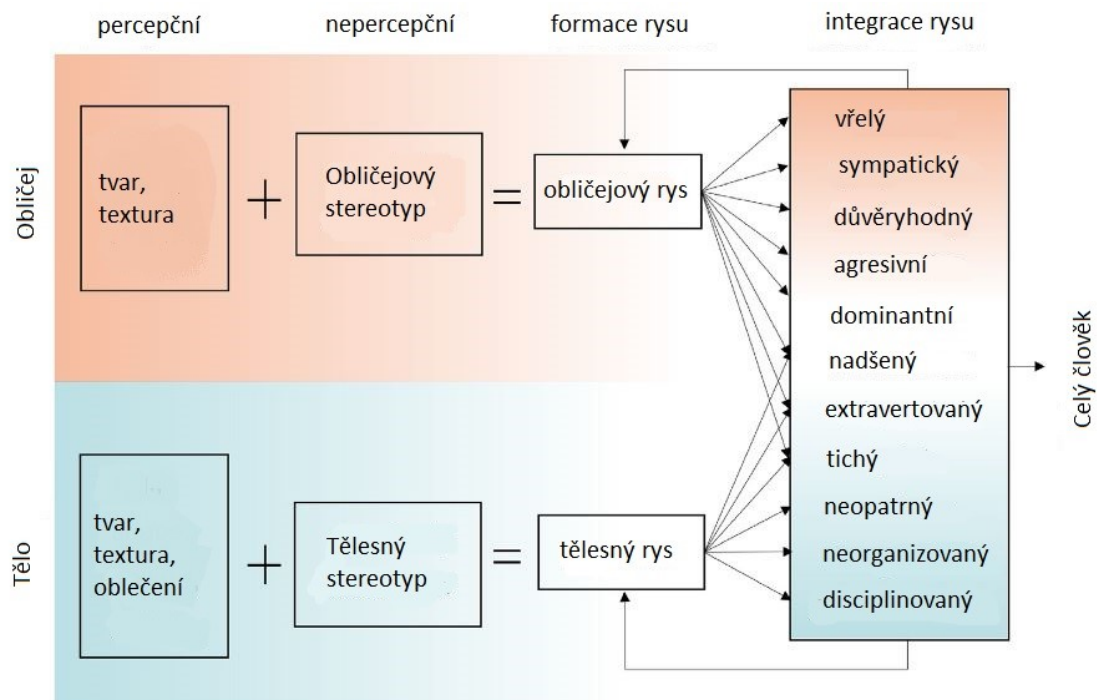 percepční
nepercepční
formace rysu
integrace rysu
Obličej
tvar,
textura
+
Obličejový
stereotyp
=
obličejový rys
vřelý
sympatický
důvěryhodný
agresivní
dominantní
nadšený
extravertovaný
tichý
neopatrný
neorganizovaný
disciplinovaný
Celý člověk
Tělo
tvar,
textura,
oblečení
+
Tělesný
stereotyp
=
tělesný rys